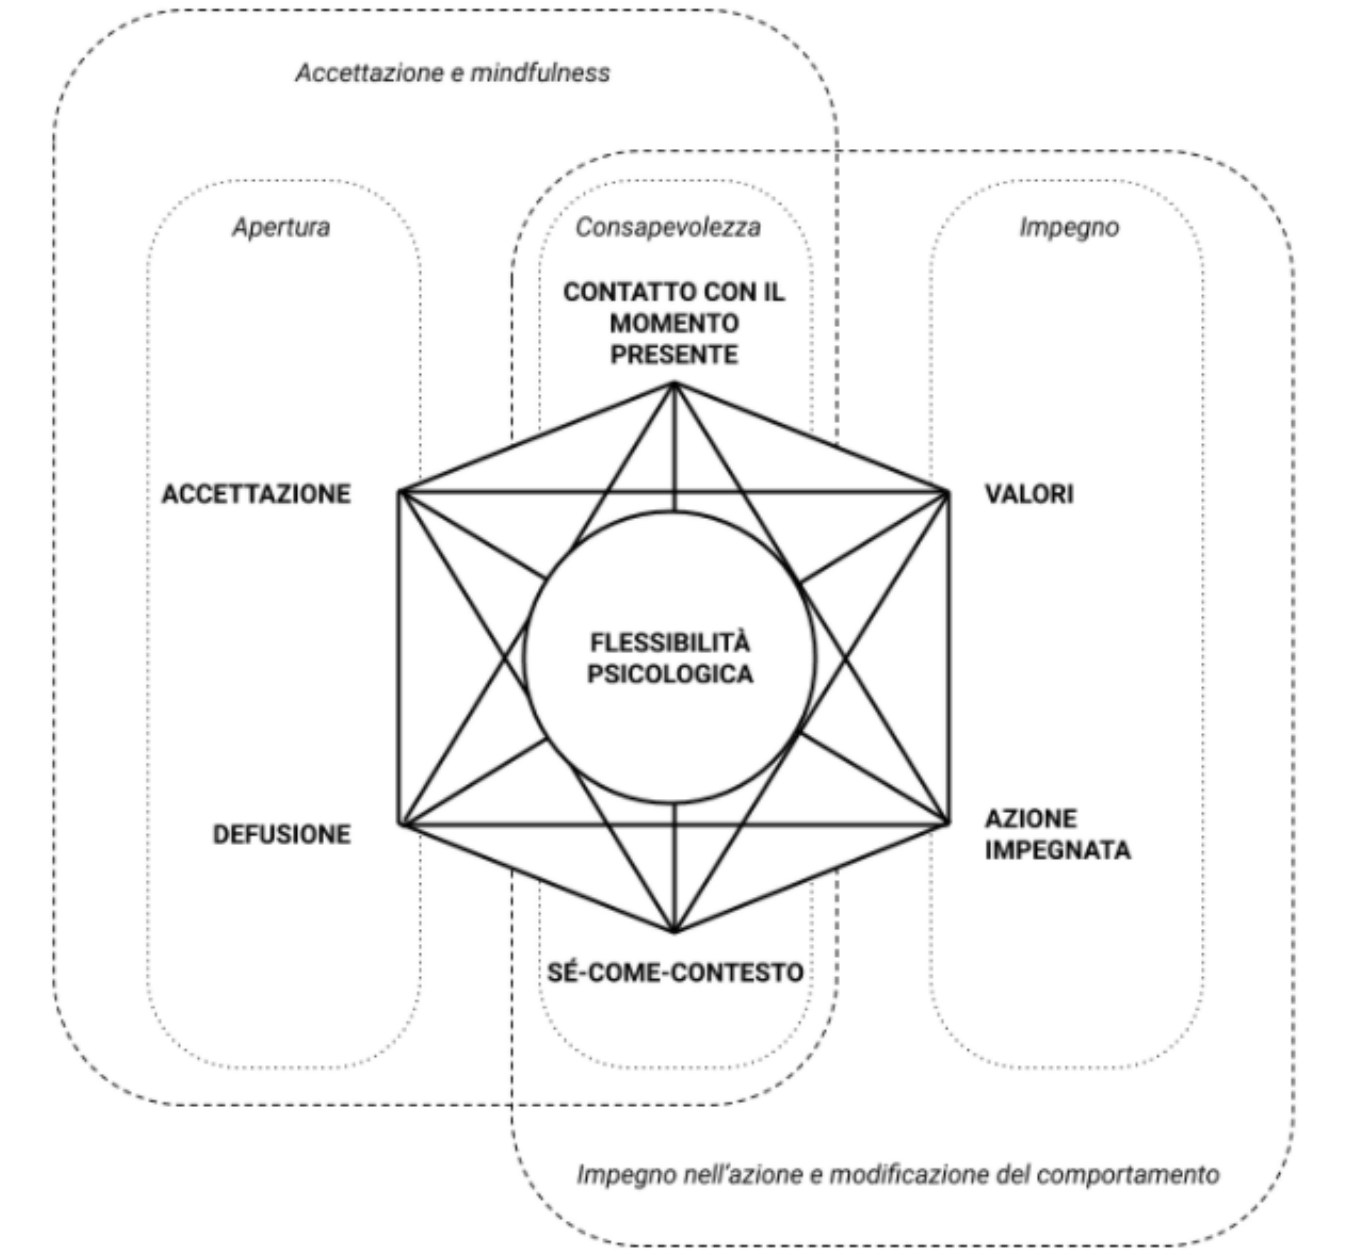 Accettazione e mindfulness
Apertura
Consapevolezza
Impegno
CONTATTO CON IL
MOMENTO
PRESENTE
ACCETTAZIONE
VALORI
FLESSIBILITÀ
PSICOLOGICA
DEFUSIONE
AZIONE
IMPEGNATA
SÉ-COME-CONTESTO
Impegno nell'azione e modificazione del comportamento